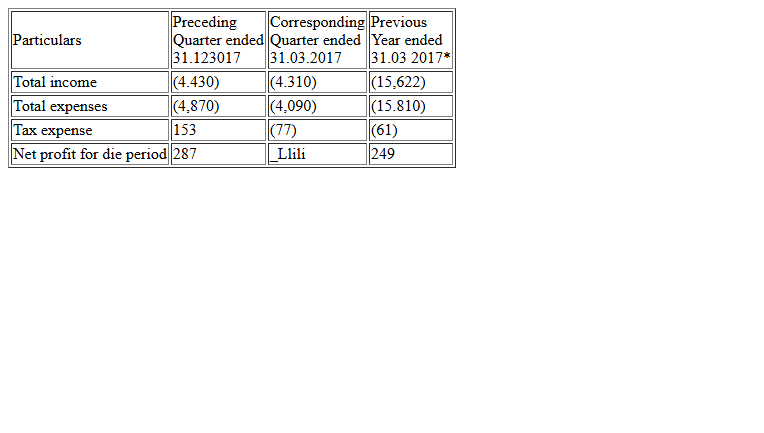 Particulars Preceding Quarter ended 31.123017 Corresponding Quarter ended 31.03.2017 Previous Year ended 31.03 2017*
Total income (4.430) (4.310) (15,622)
Total expenses (4,870) (4,090) (15.810)
Tax expense 153 (77) (61)
Net profit for die period 287 _Llili 249